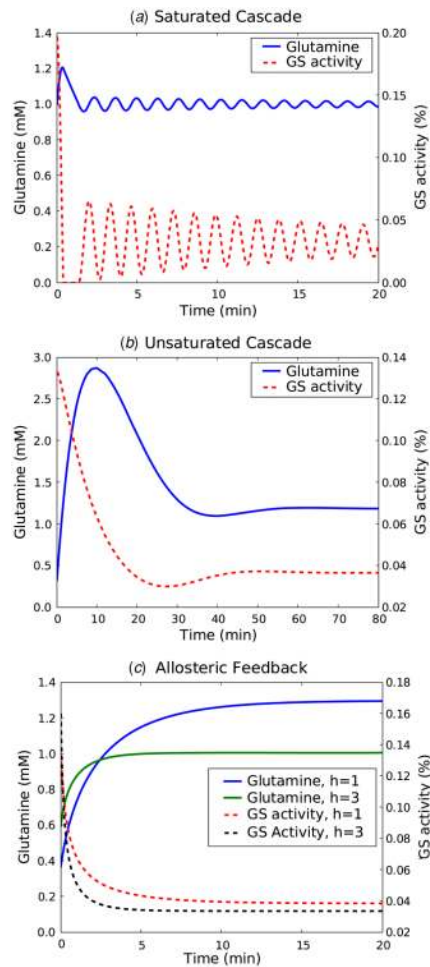 (a) Saturated Cascade
1.4
1.2
1.0
0.8
0.6
0.4
0.2
0.0
Glutamine (mM)
Glutamine
GS activity
0.20
0.15
0.10
0.05
0.00
GS activity (%)
0 5 10 15 20
Time (min)
(b) Unsaturated Cascade
3.0
2.5
2.0
1.5
1.0
0.5
0.0
Glutamine (mM)
Glutamine
GS activity
0.14
0.12
0.10
0.08
0.06
0.04
0.02
GS activity (%)
0 10 20 30 40 50 60 70 80
Time (min)
(c) Allosteric Feedback
1.4
1.2
1.0
0.8
0.6
0.4
0.2
0.0
Glutamine (mM)
Glutamine, h=1
Glutamine, h=3
GS activity, h=1
GS Activity, h=3
0.18
0.16
0.14
0.12
0.10
0.08
0.06
0.04
0.02
GS activity (%)
0 5 10 15 20
Time (min)